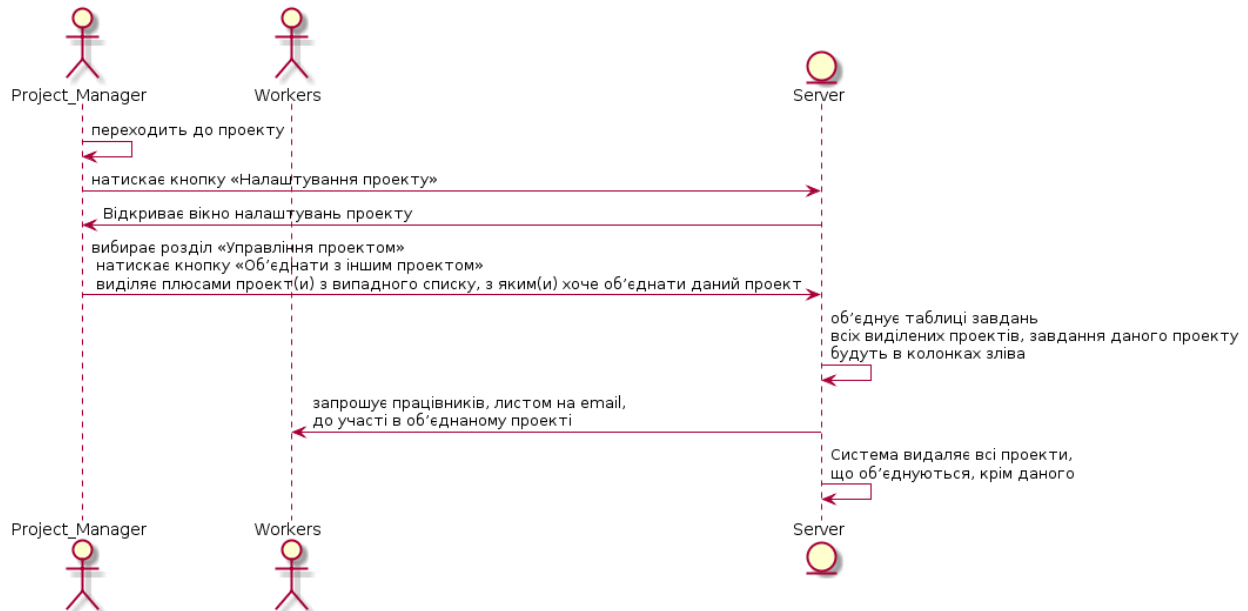 Project_Manager
Workers
Server
переходить до проекту
натискає кнопку «Налаштування проекту»
Відкриває вікно налаштувань проекту
вибирає розділ «Управління проектом»
натискає кнопку «Об’єднати з іншим проектом»
виділяє плюсами проект(и) з випадного списку, з яким(и) хоче об’єднати даний проект
об’єднує таблиці завдань
всіх виділених проектів, завдання даного проекту
будуть в колонках зліва
запрошує працівників, листом на email,
до участі в об’єднаному проекті
Система видаляє всі проекти,
що об’єднуються, крім даного
Project_Manager
Workers
Server